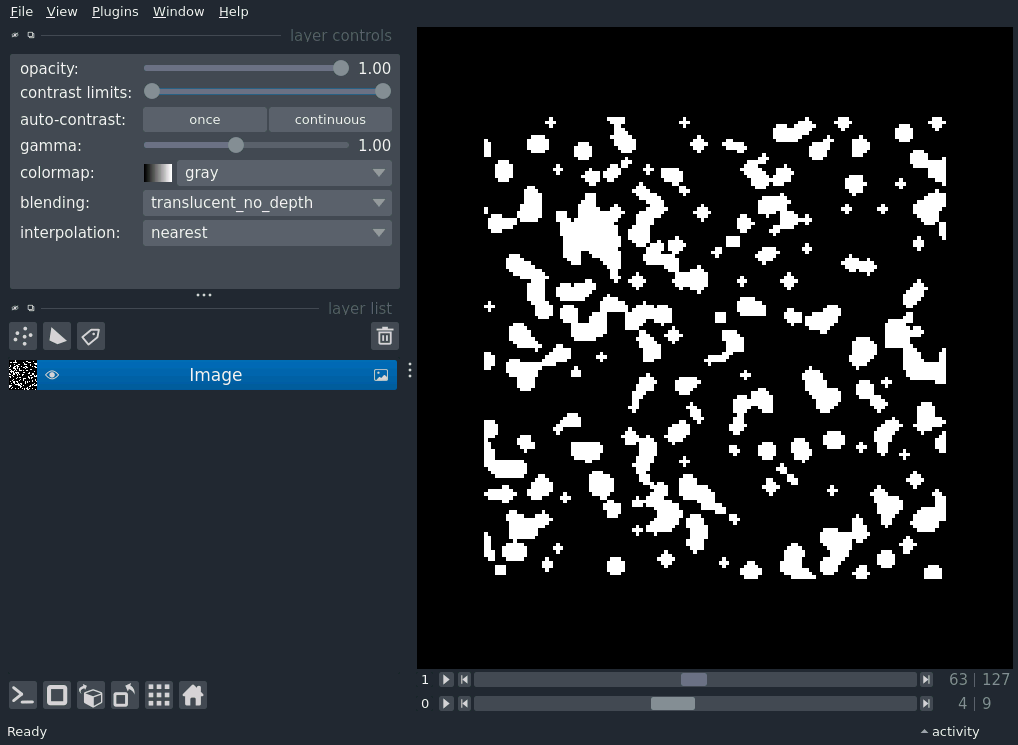 File View Plugins Window Help
layer controls
opacity: 1.00
contrast limits:
auto-contrast: once continuous
gamma: 1.00
colormap: gray
blending: translucent_no_depth
interpolation: nearest
layer list
Image
1 63 | 127
0 4 | 9
Ready activity